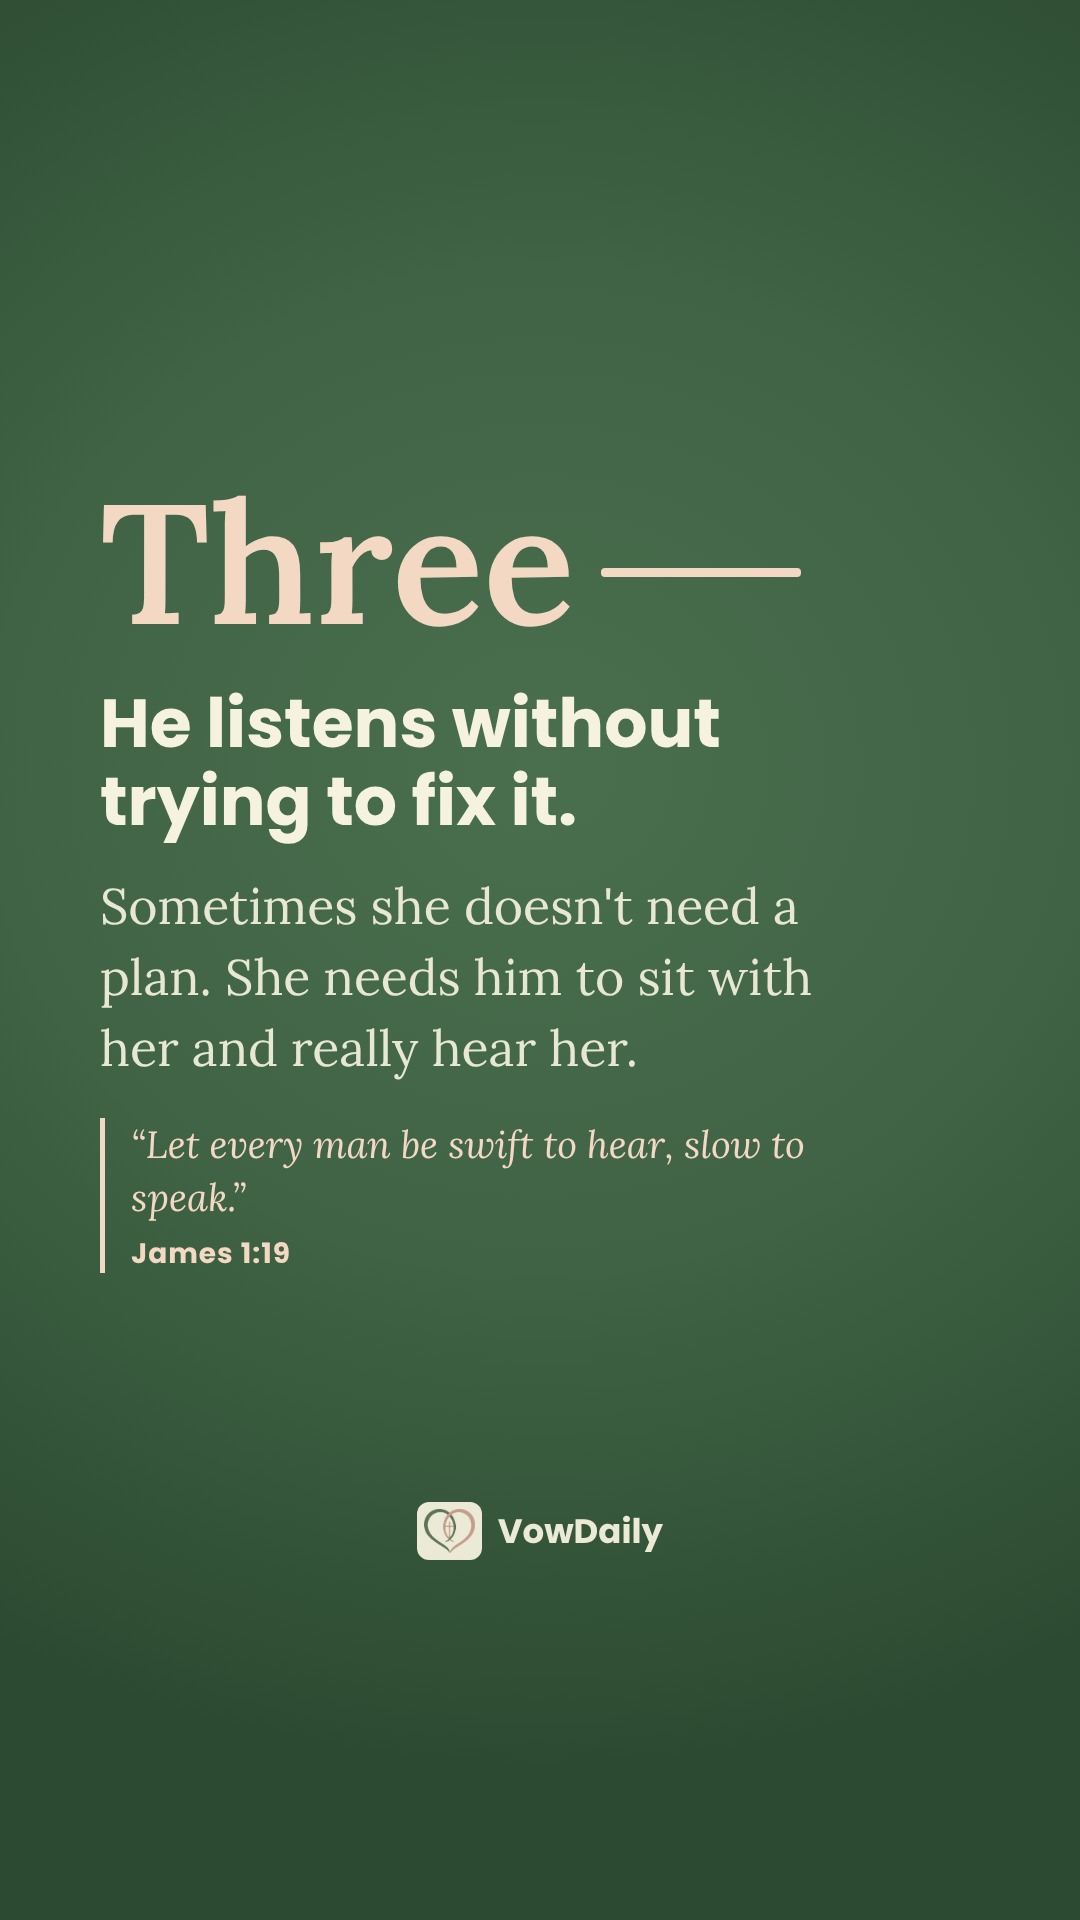 Three
He listens without
trying to fix it.
Sometimes she doesn't need a
plan. She needs him to sit with
her and really hear her.
“Let every man be swift to hear, slow to
speak.”
James 1:19
VowDaily